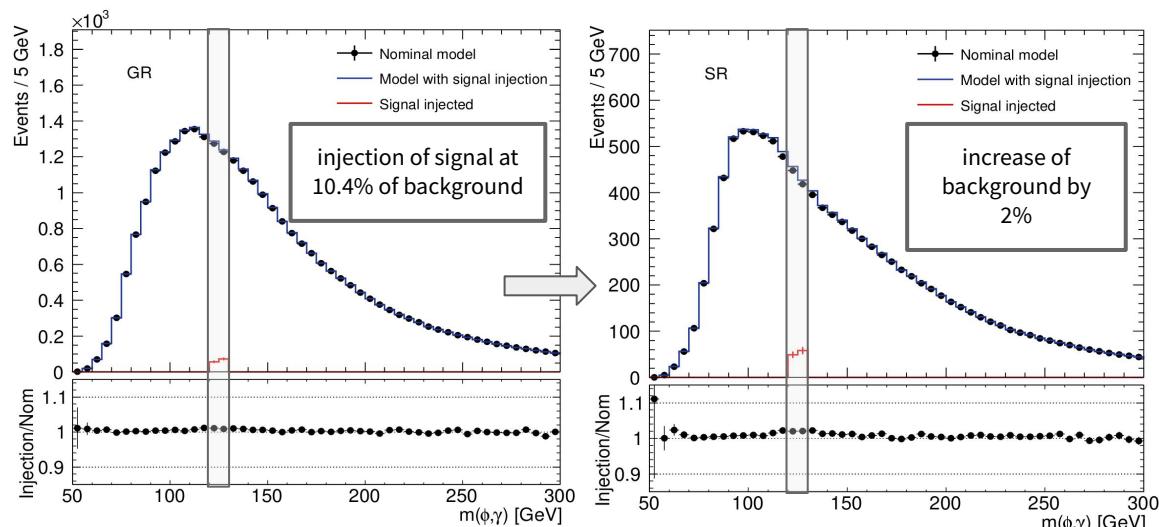 ×10³
Events / 5 GeV
1.8
1.6
1.4
1.2
1
0.8
0.6
0.4
0.2
0
GR
Nominal model
Model with signal injection
Signal injected
injection of signal at
10.4% of background
Injection/Nom
1.1
1
0.9
50 100 150 200 250 300
m(ϕ,γ) [GeV]
Events / 5 GeV
700
600
500
400
300
200
100
0
SR
Nominal model
Model with signal injection
Signal injected
increase of
background by
2%
Injection/Nom
1.1
1
0.9
50 100 150 200 250 300
m(ϕ,γ) [GeV]